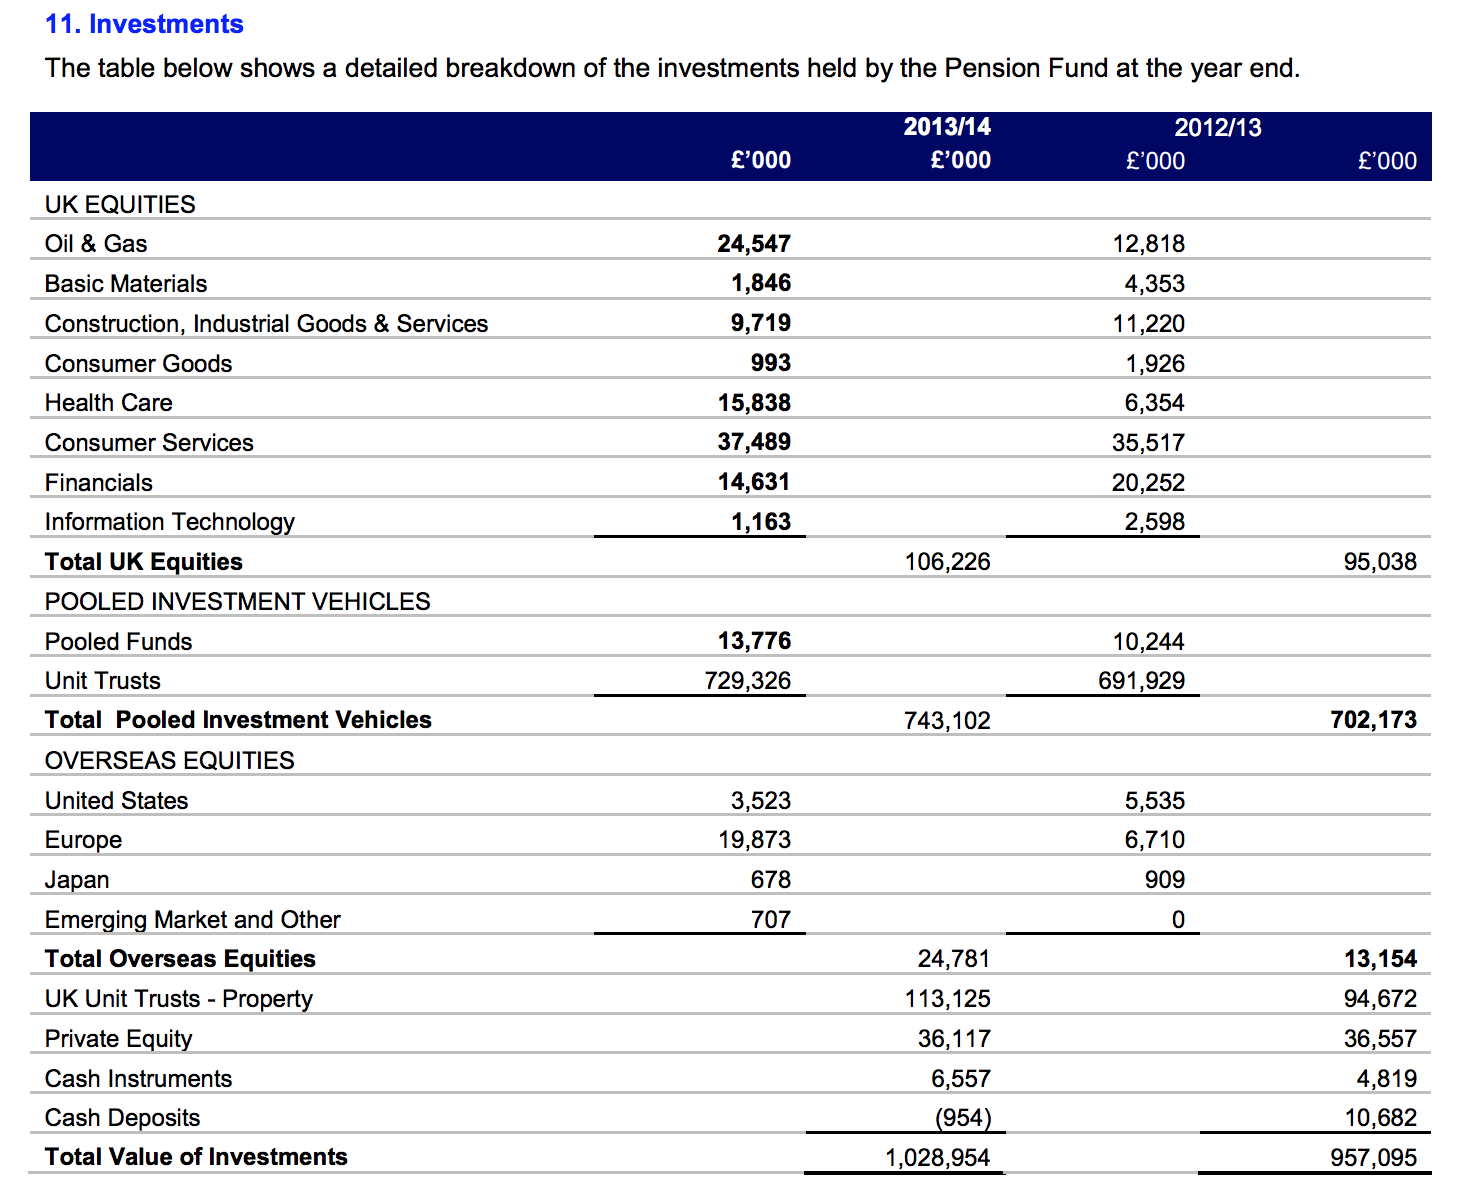 11. Investments
The table below shows a detailed breakdown of the investments held by the Pension Fund at the year end.
2013/14 2012/13
£’000 £’000 £’000 £’000
UK EQUITIES
Oil & Gas 24,547 12,818
Basic Materials 1,846 4,353
Construction, Industrial Goods & Services 9,719 11,220
Consumer Goods 993 1,926
Health Care 15,838 6,354
Consumer Services 37,489 35,517
Financials 14,631 20,252
Information Technology 1,163 2,598
Total UK Equities 106,226 95,038
POOLED INVESTMENT VEHICLES
Pooled Funds 13,776 10,244
Unit Trusts 729,326 691,929
Total Pooled Investment Vehicles 743,102 702,173
OVERSEAS EQUITIES
United States 3,523 5,535
Europe 19,873 6,710
Japan 678 909
Emerging Market and Other 707 0
Total Overseas Equities 24,781 13,154
UK Unit Trusts - Property 113,125 94,672
Private Equity 36,117 36,557
Cash Instruments 6,557 4,819
Cash Deposits (954) 10,682
Total Value of Investments 1,028,954 957,095